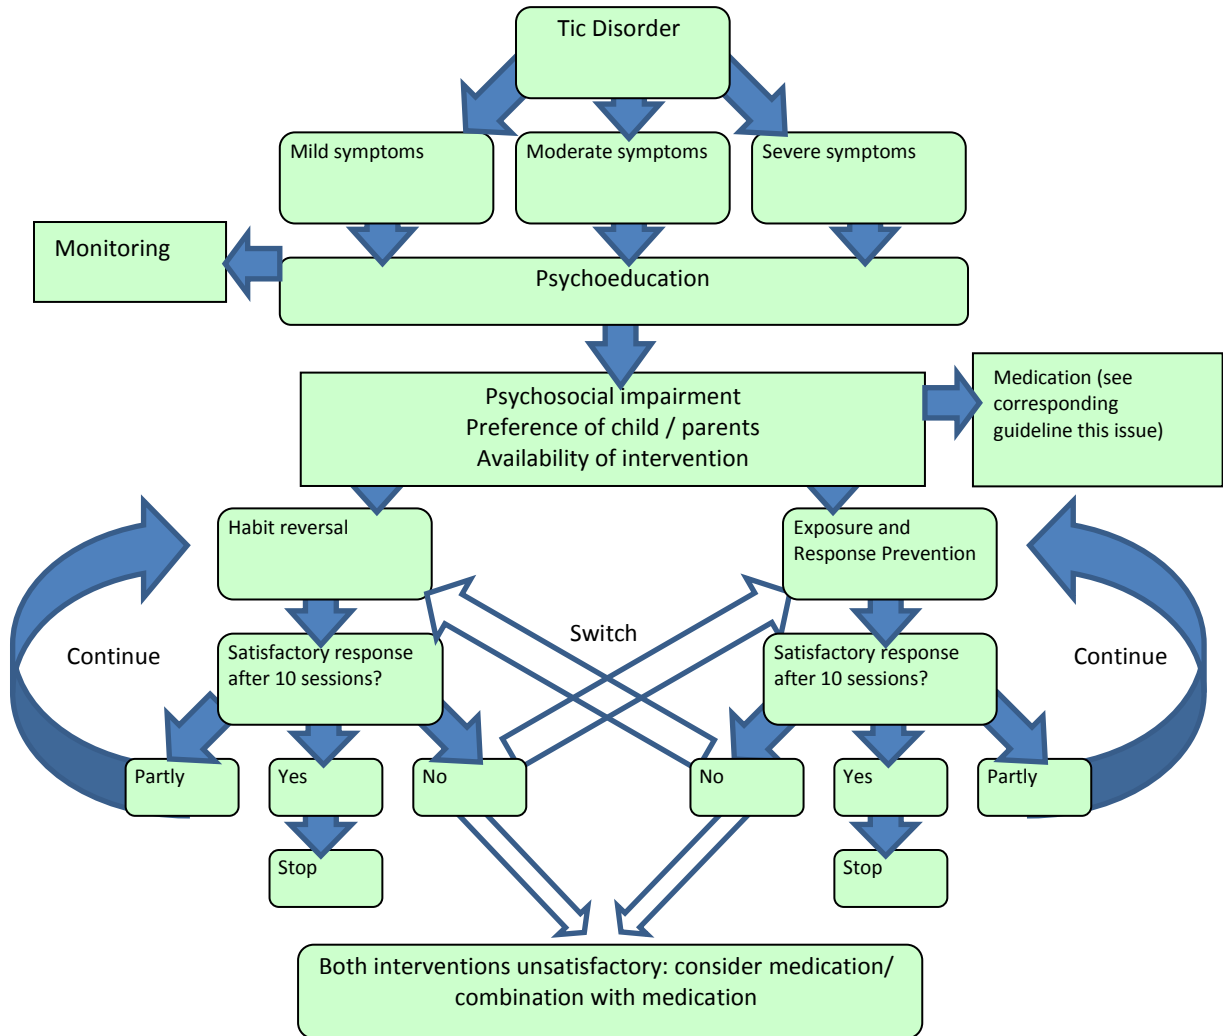 Tic Disorder
Mild symptoms
Moderate symptoms
Severe symptoms
Monitoring
Psychoeducation
Psychosocial impairment
Preference of child / parents
Availability of intervention
Medication (see
corresponding
guideline this issue)
Habit reversal
Exposure and
Response Prevention
Continue
Satisfactory response
after 10 sessions?
Switch
Satisfactory response
after 10 sessions?
Continue
Partly
Yes
No
No
Yes
Partly
Stop
Stop
Both interventions unsatisfactory: consider medication/
combination with medication